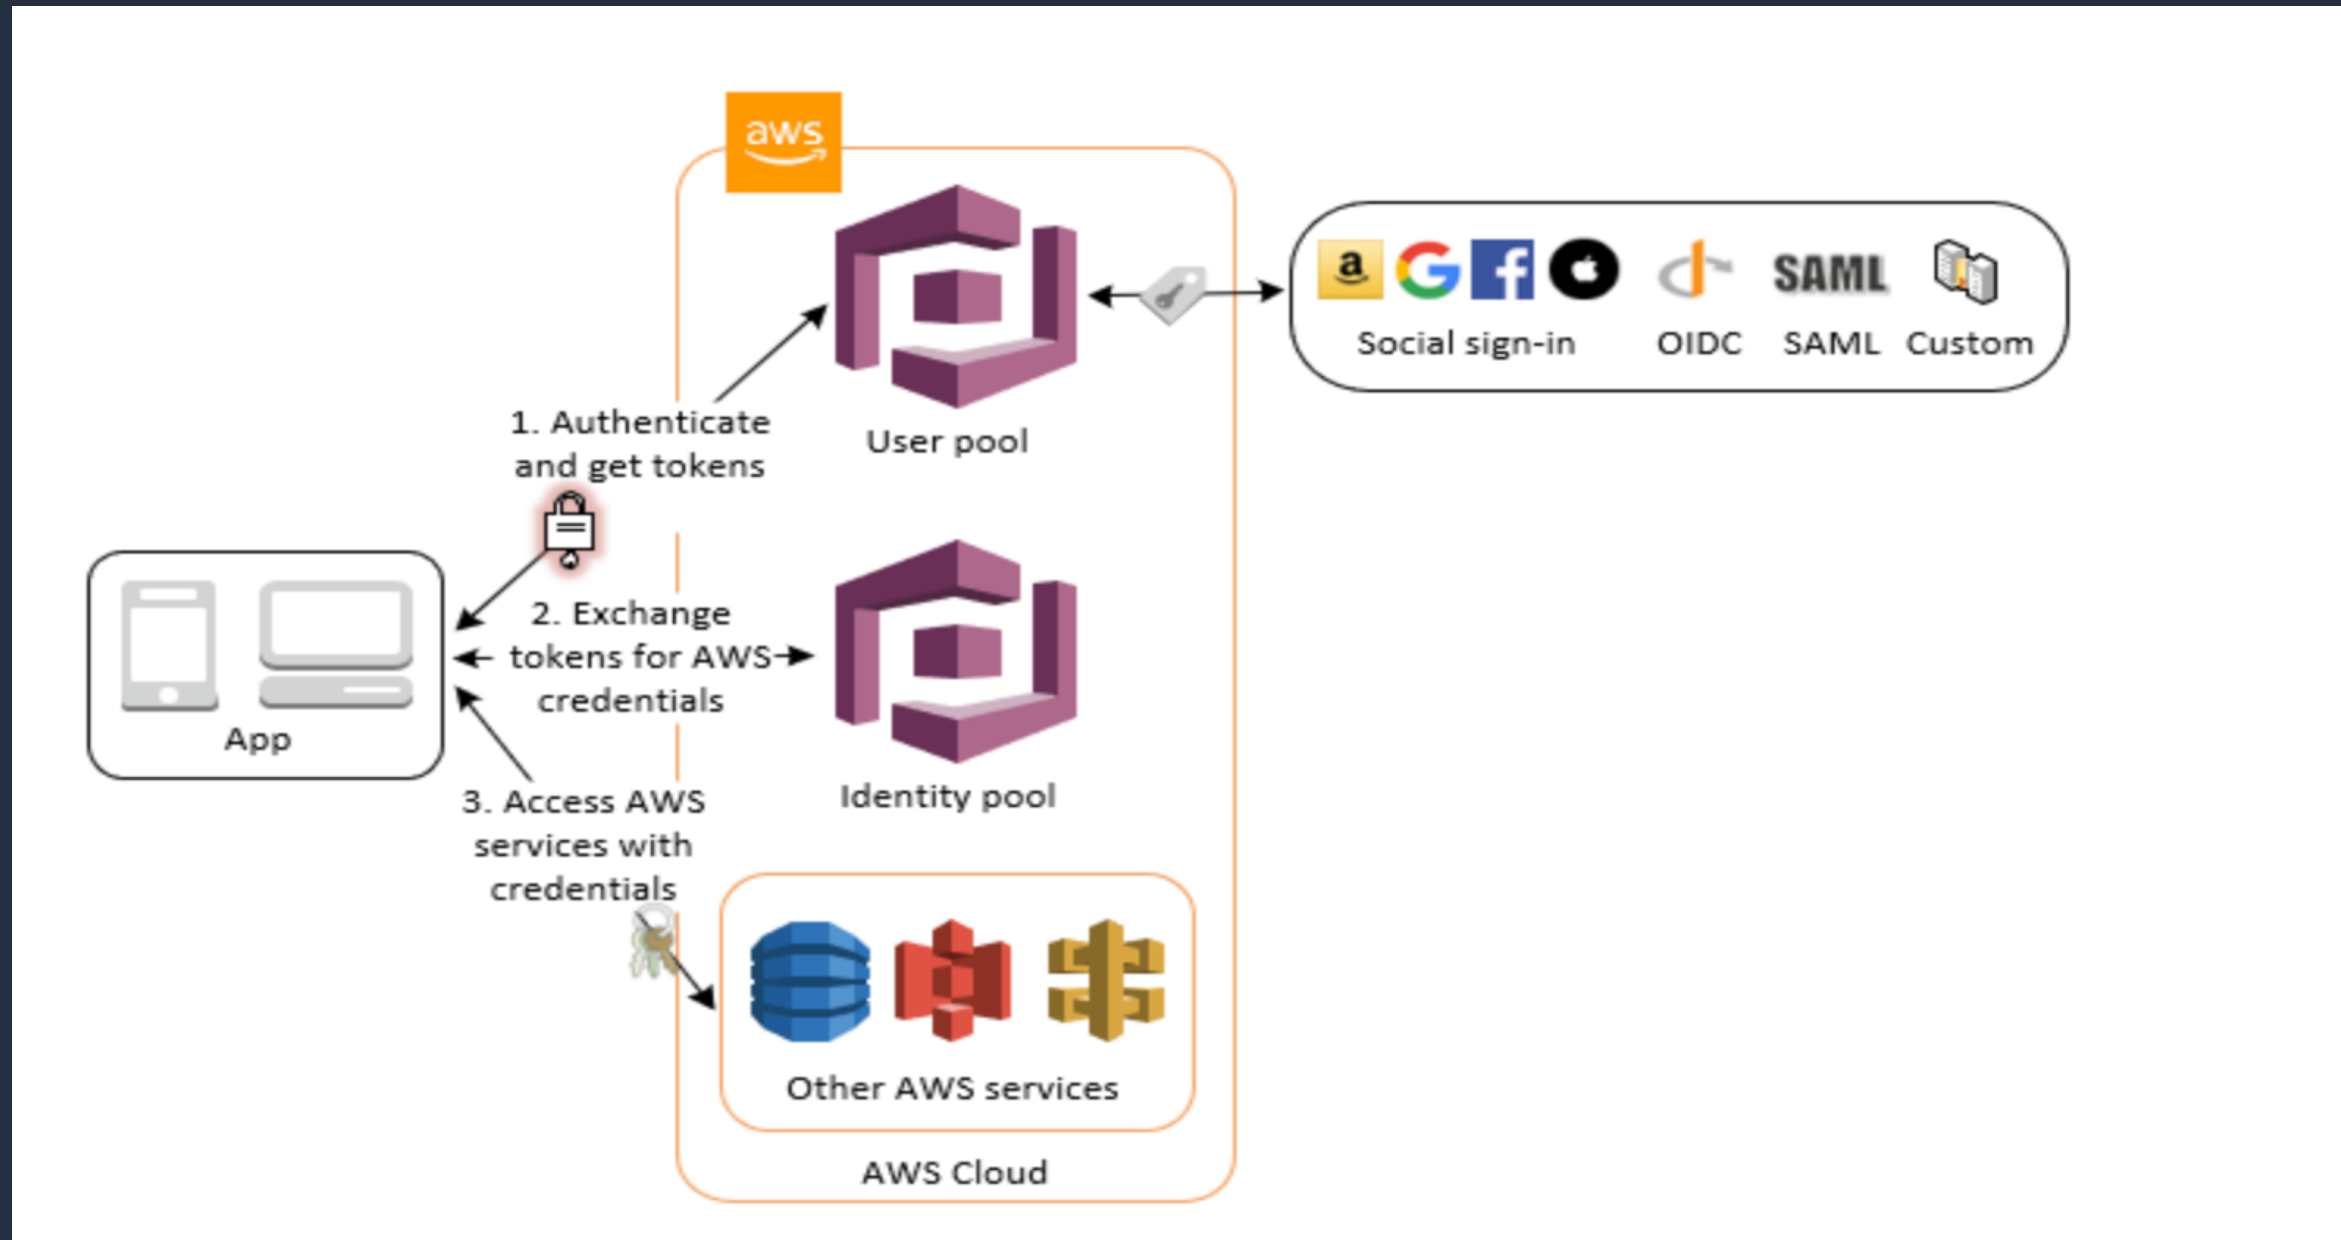 aws
a
Social sign-in
OIDC
SAML
SAML
Custom
1. Authenticate
and get tokens
User pool
2. Exchange
tokens for AWS
credentials
App
Identity pool
3. Access AWS
services with
credentials
Other AWS services
AWS Cloud